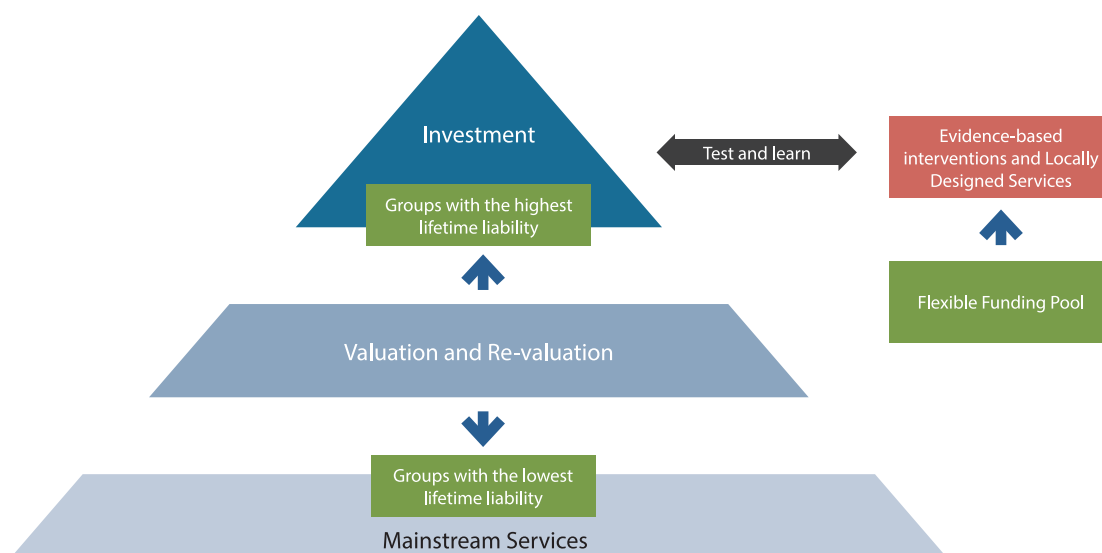 Investment
Groups with the highest
lifetime liability
Test and learn
Evidence-based
interventions and Locally
Designed Services
Flexible Funding Pool
Valuation and Re-valuation
Groups with the lowest
lifetime liability
Mainstream Services